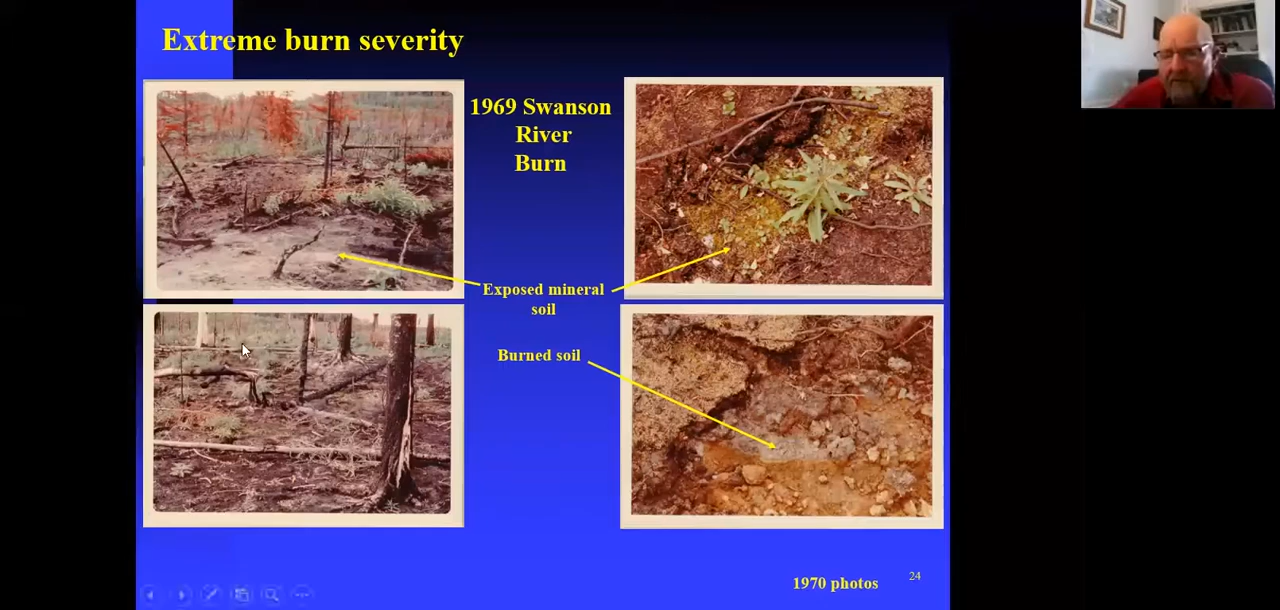 Extreme burn severity
1969 Swanson
River
Burn
Exposed mineral
soil
Burned soil
1970 photos
24